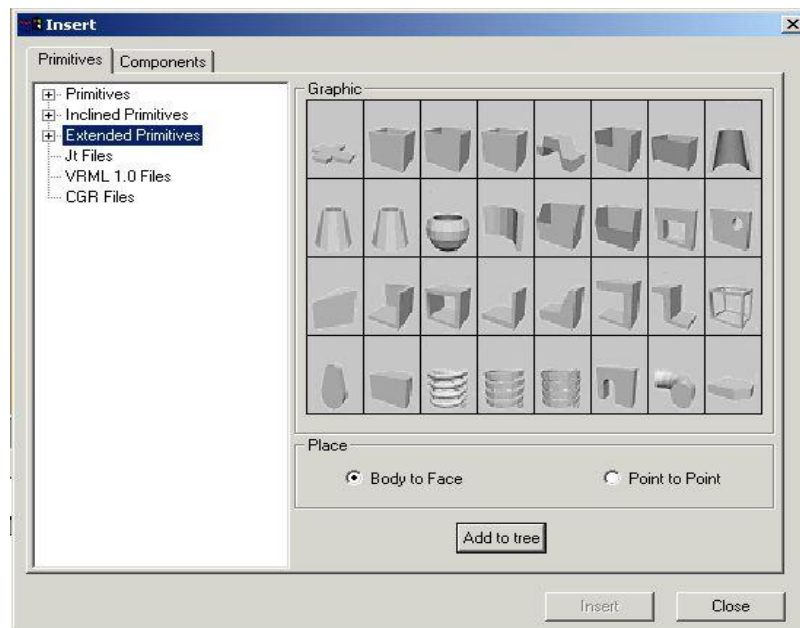 Insert
Primitives
Components
Primitives
Inclined Primitives
Extended Primitives
Jt Files
VRML 1.0 Files
CGR Files
Graphic
Place
Body to Face
Point to Point
Add to tree
Insert
Close